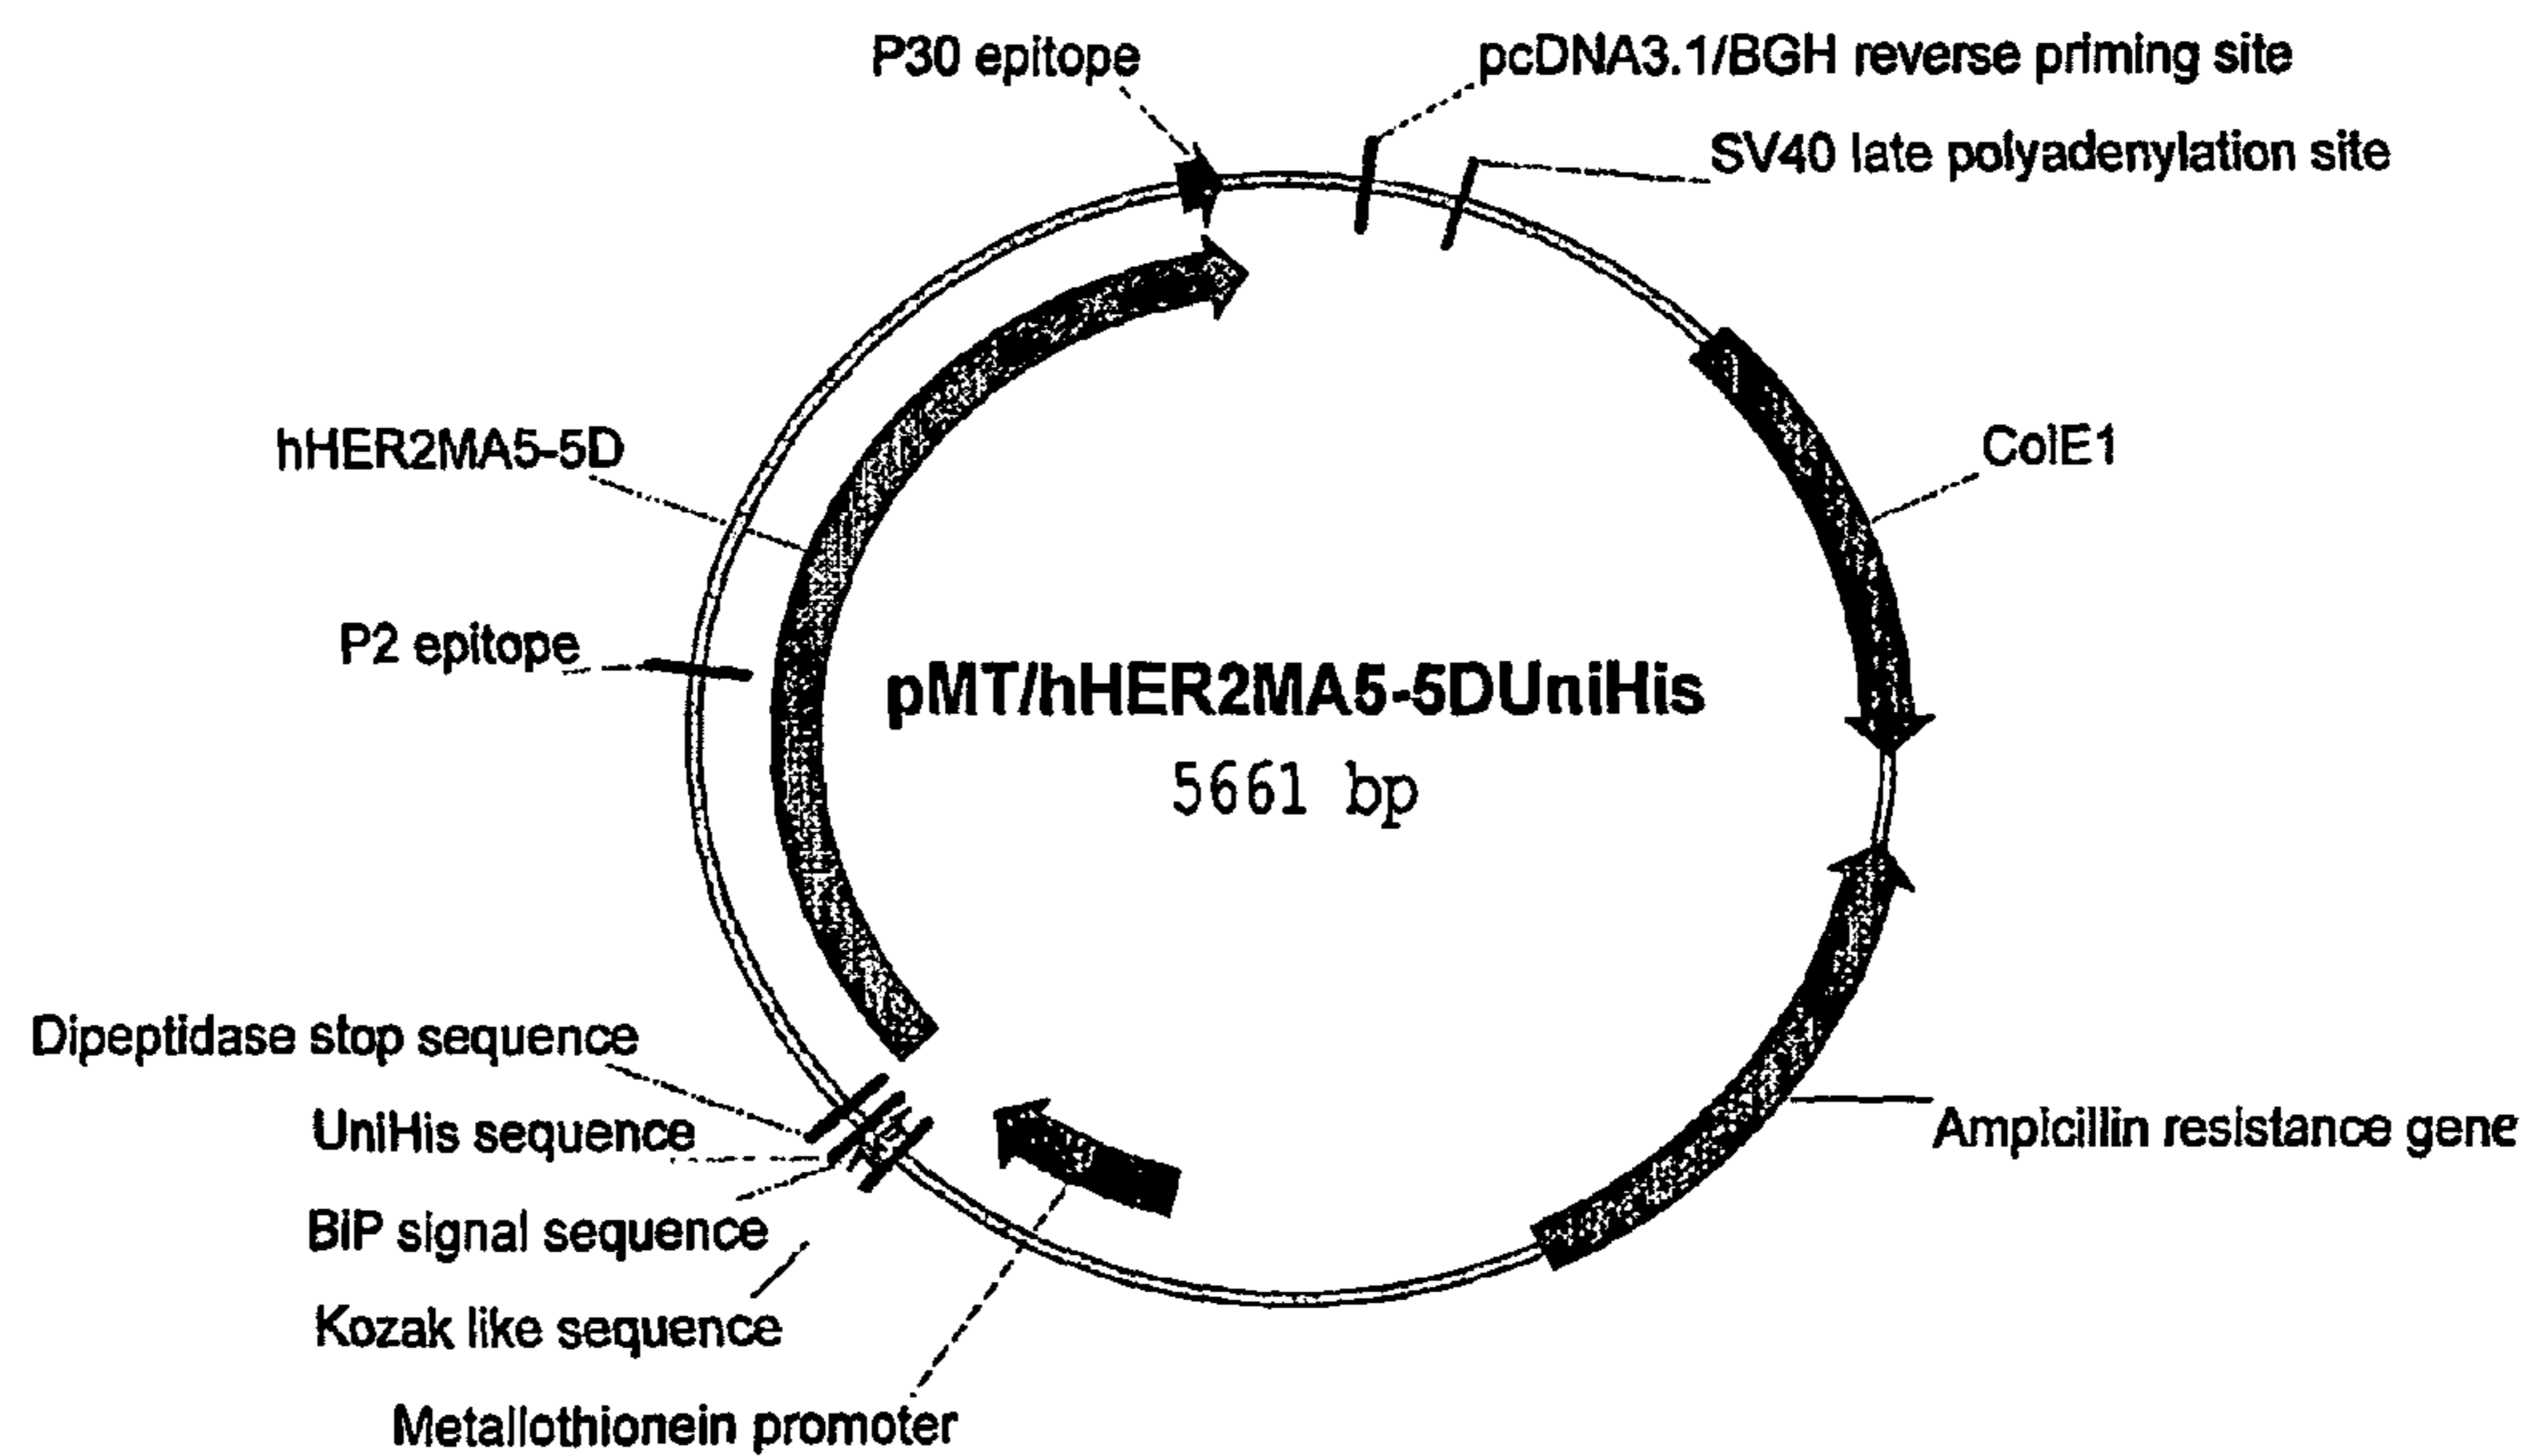 P30 epitope
pcDNA3.1/BGH reverse priming site
SV40 late polyadenylation site
hHER2MA5-5D
ColE1
P2 epitope
pMT/hHER2MA5-5DUniHis
5661 bp
Dipeptidase stop sequence
UniHis sequence
BiP signal sequence
Kozak like sequence
Metallothionein promoter
Ampicillin resistance gene